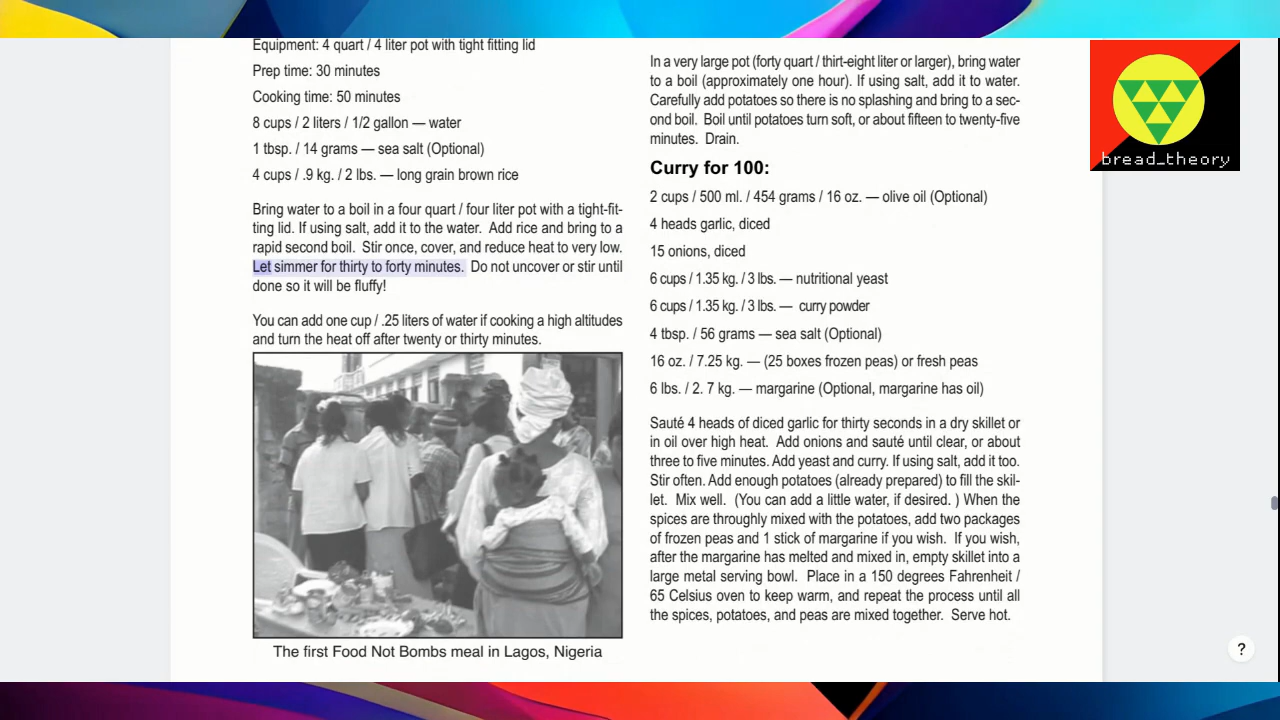 Equipment: 4 quart / 4 liter pot with tight fitting lid
Prep time: 30 minutes
Cooking time: 50 minutes
8 cups / 2 liters / 1/2 gallon — water
1 tbsp. / 14 grams — sea salt (Optional)
4 cups / .9 kg. / 2 lbs. — long grain brown rice
Bring water to a boil in a four quart / four liter pot with a tight-fit-
ting lid. If using salt, add it to the water. Add rice and bring to a
rapid second boil. Stir once, cover, and reduce heat to very low.
Let simmer for thirty to forty minutes. Do not uncover or stir until
done so it will be fluffy!
You can add one cup / .25 liters of water if cooking a high altitudes
and turn the heat off after twenty or thirty minutes.
The first Food Not Bombs meal in Lagos, Nigeria
In a very large pot (forty quart / thirt-eight liter or larger), bring water
to a boil (approximately one hour). If using salt, add it to water.
Carefully add potatoes so there is no splashing and bring to a sec-
ond boil. Boil until potatoes turn soft, or about fifteen to twenty-five
minutes. Drain.
Curry for 100:
2 cups / 500 ml. / 454 grams / 16 oz. — olive oil (Optional)
4 heads garlic, diced
15 onions, diced
6 cups / 1.35 kg. / 3 lbs. — nutritional yeast
6 cups / 1.35 kg. / 3 lbs. — curry powder
4 tbsp. / 56 grams — sea salt (Optional)
16 oz. / 7.25 kg. — (25 boxes frozen peas) or fresh peas
6 lbs. / 2. 7 kg. — margarine (Optional, margarine has oil)
Sauté 4 heads of diced garlic for thirty seconds in a dry skillet or
in oil over high heat. Add onions and sauté until clear, or about
three to five minutes. Add yeast and curry. If using salt, add it too.
Stir often. Add enough potatoes (already prepared) to fill the skil-
let. Mix well. (You can add a little water, if desired. ) When the
spices are throughly mixed with the potatoes, add two packages
of frozen peas and 1 stick of margarine if you wish. If you wish,
after the margarine has melted and mixed in, empty skillet into a
large metal serving bowl. Place in a 150 degrees Fahrenheit /
65 Celsius oven to keep warm, and repeat the process until all
the spices, potatoes, and peas are mixed together. Serve hot.
bread_theory
?